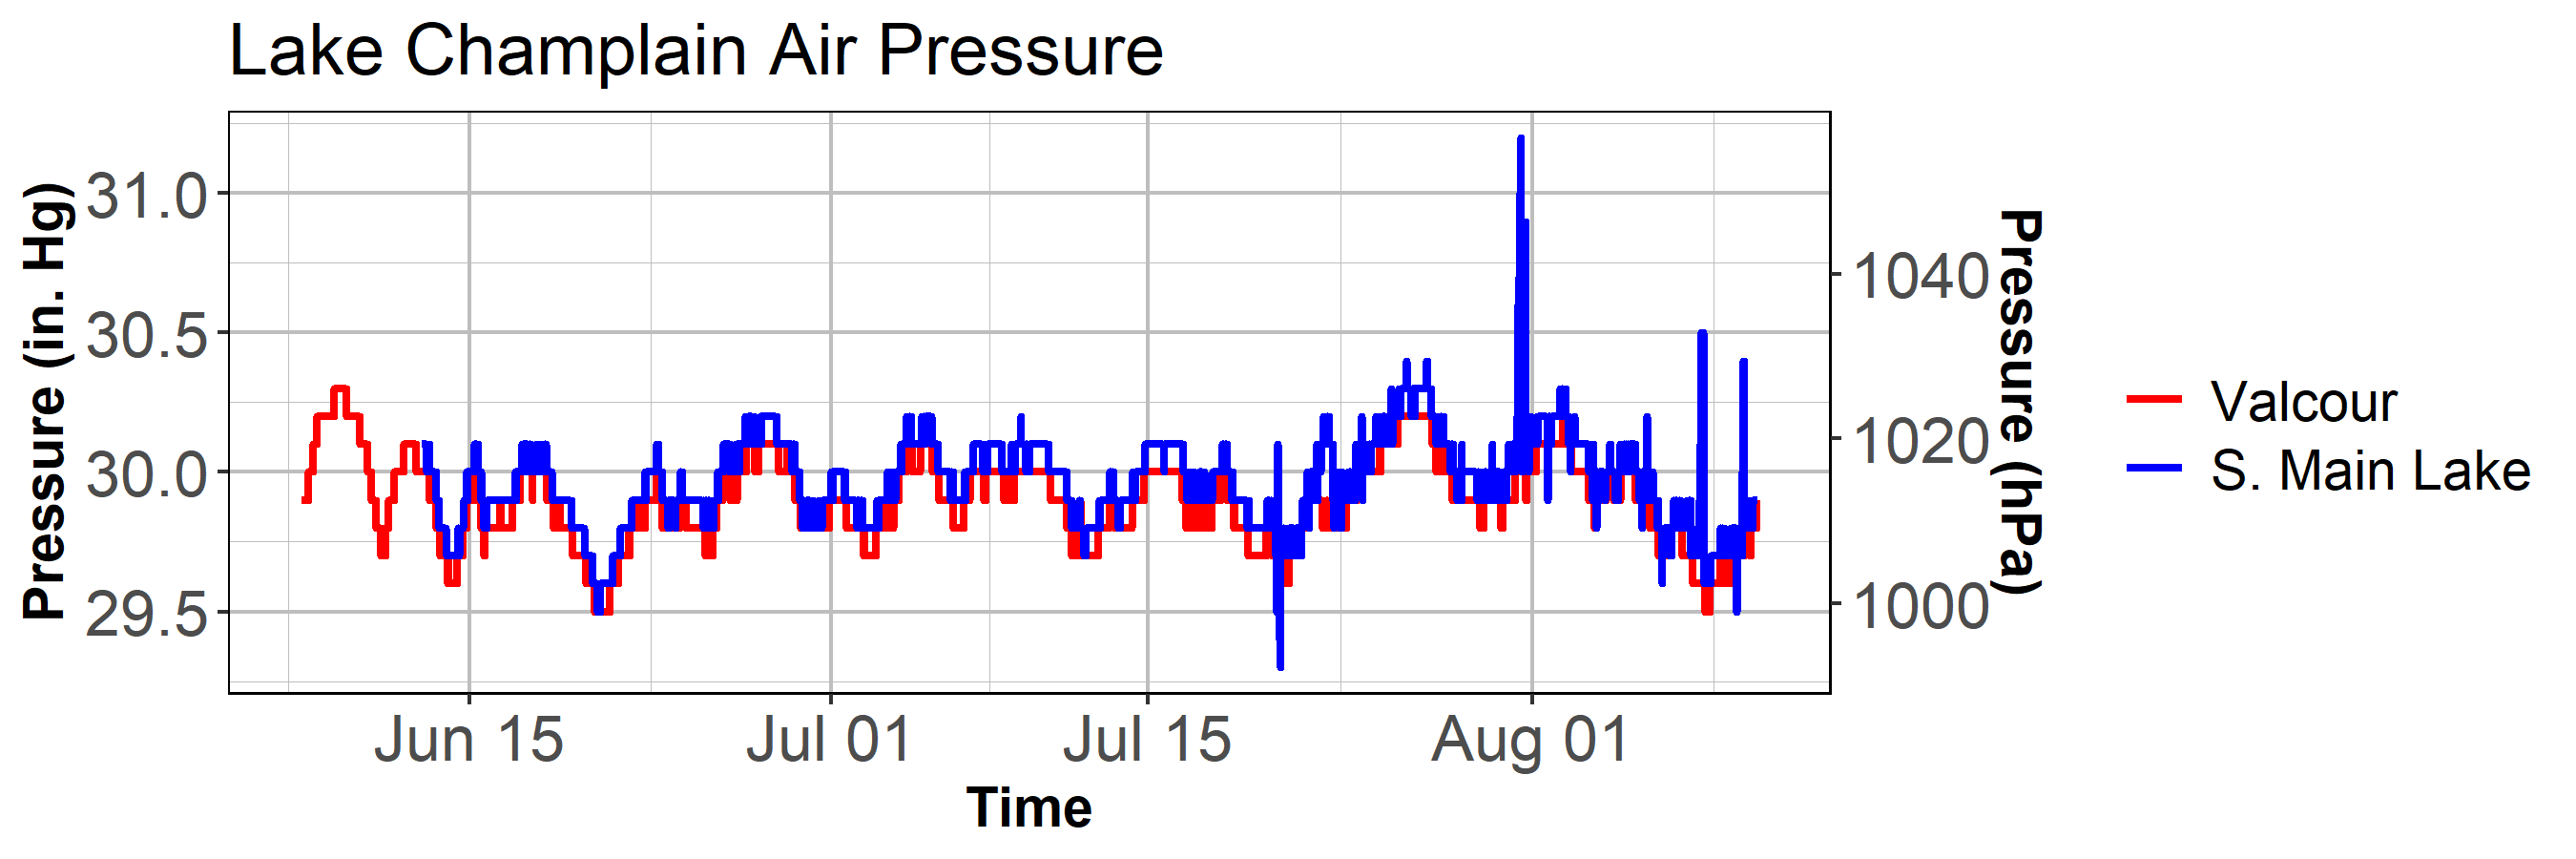 Lake Champlain Air Pressure
Pressure (in. Hg)
31.0
30.5
30.0
29.5
1040
1020
1000
Pressure (hPa)
Jun 15
Jul 01
Jul 15
Aug 01
Time
Valcour
S. Main Lake